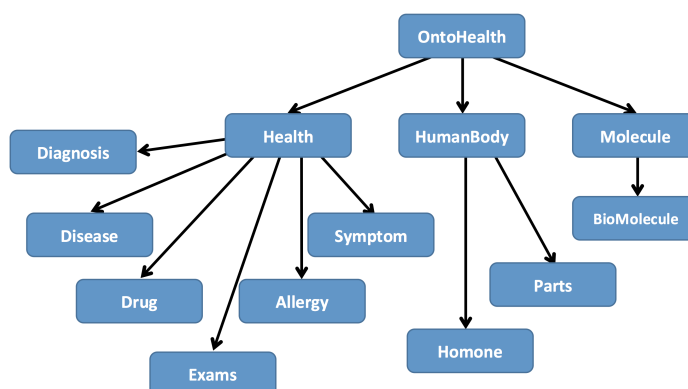 OntoHealth
Health
HumanBody
Molecule
Diagnosis
BioMolecule
Disease
Symptom
Parts
Drug
Allergy
Homone
Exams